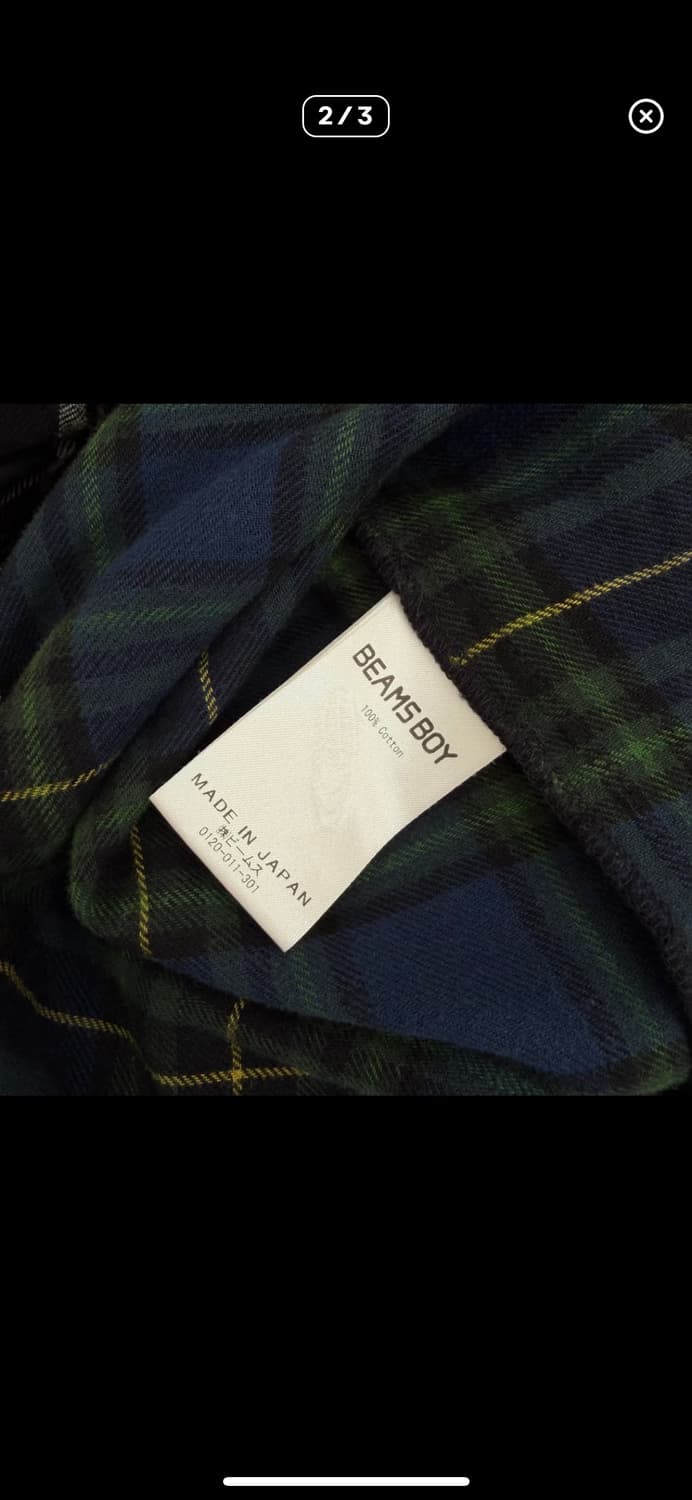 2/3
BEAMS BOY
100% Cotton
MADE IN JAPAN
㈱ビームス
0120-011-301